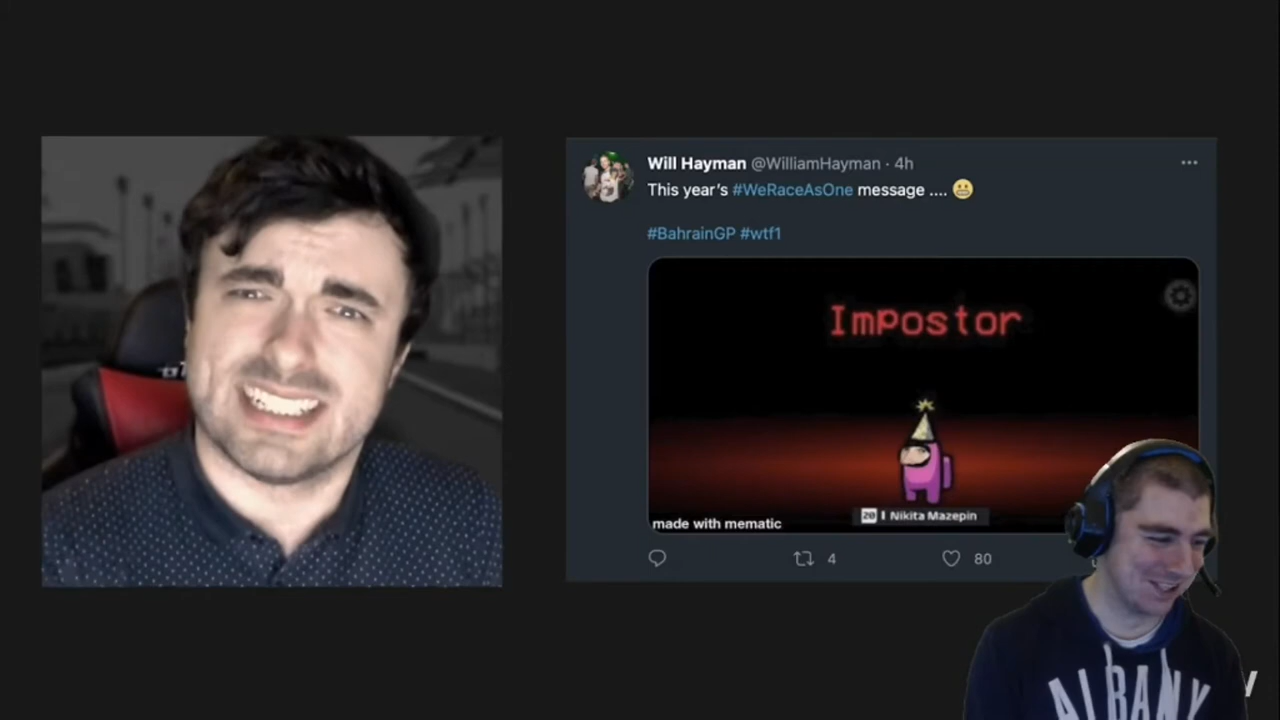 Will Hayman @WilliamHayman · 4h
This year's #WeRaceAsOne message .... 😬
#BahrainGP #wtf1
Impostor
20 Nikita Mazepin
made with mematic
4
80
ALBANY